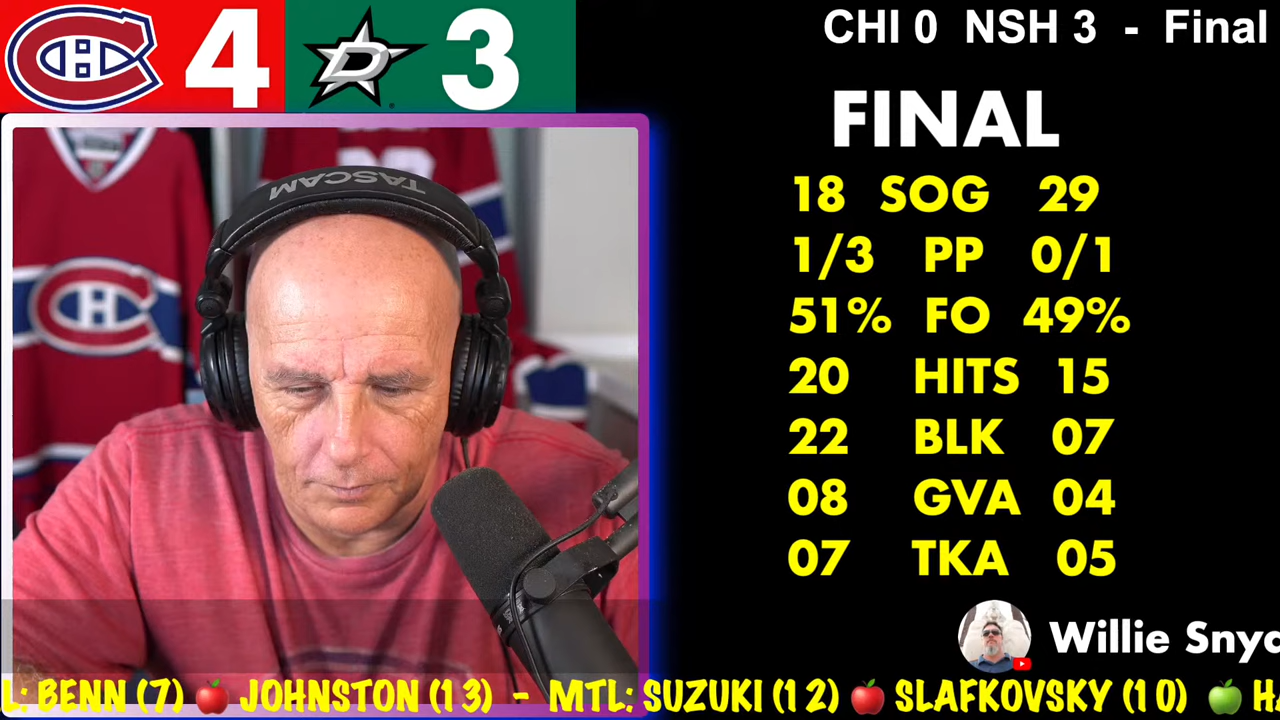 4 3
CHI 0 NSH 3 - Final
FINAL
TASCAM
18 SOG 29
1/3 PP 0/1
51% FO 49%
20 HITS 15
22 BLK 07
08 GVA 04
07 TKA 05
Willie Snyd
L: BENN (7) 🍎 JOHNSTON (13) - MTL: SUZUKI (12) 🍎 SLAFKOVSKY (10) 🍏 H